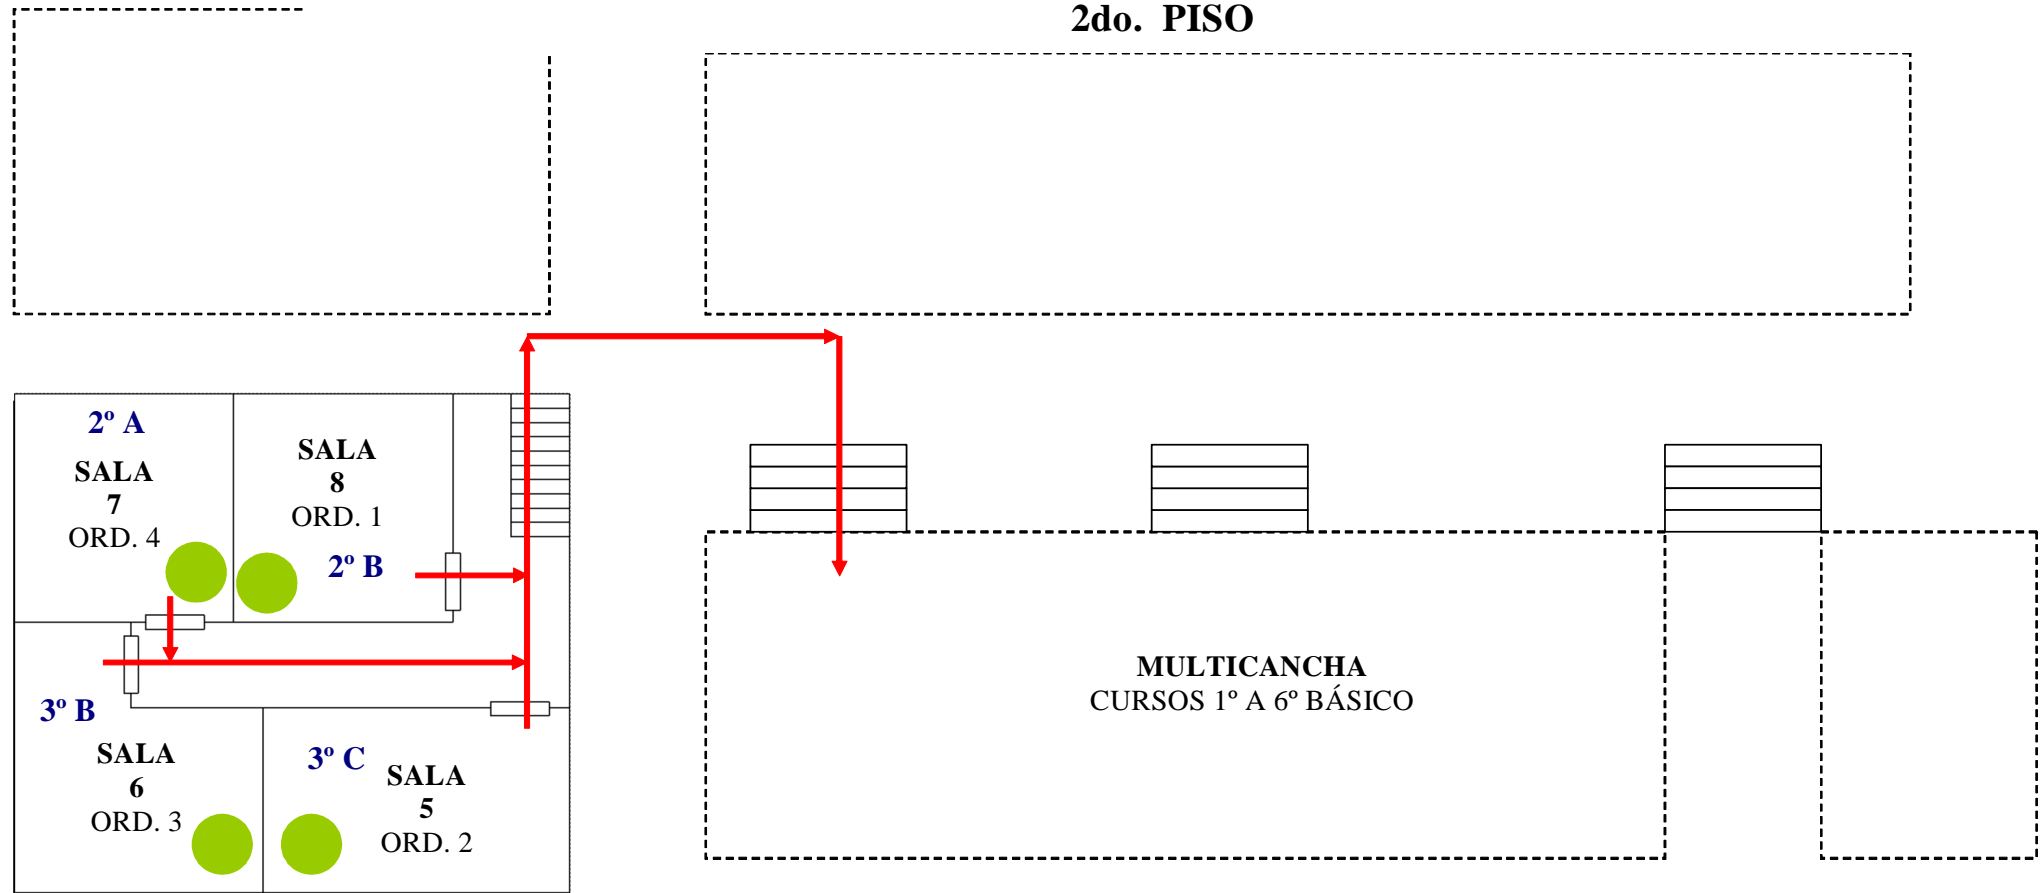 2do. PISO
2º A
SALA
7
ORD. 4
SALA
8
ORD. 1
2º B
3º B
SALA
6
ORD. 3
3º C
SALA
5
ORD. 2
MULTICANCHA
CURSOS 1º A 6º BÁSICO